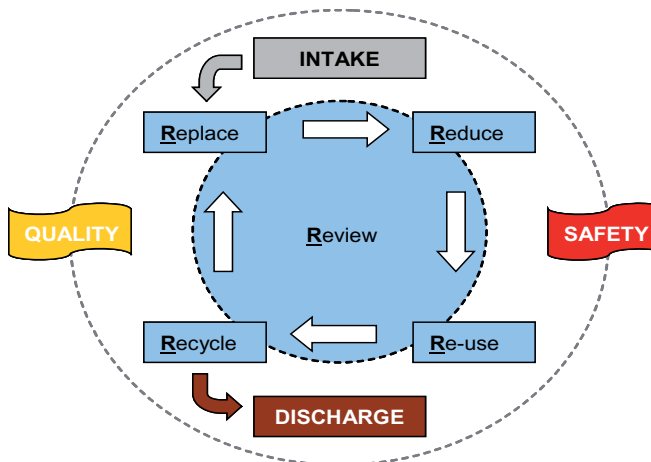 INTAKE
Replace
Reduce
QUALITY
Review
SAFETY
Recycle
Re-use
DISCHARGE